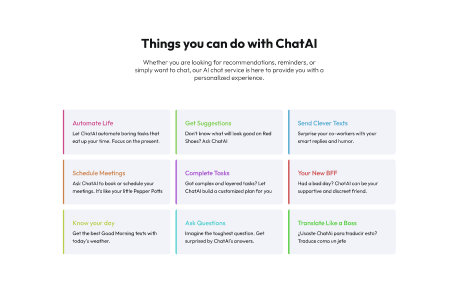 Things you can do with ChatAI
Whether you are looking for recommendations, reminders, or
simply want to chat, our AI chat service is here to provide you with a
personalized experience.
Automate Life
Let ChatAI automate boring tasks that
eat up your time. Focus on the present.
Get Suggestions
Don't know what will look good on Red
Shoes? Ask ChatAI
Send Clever Texts
Surprise your co-workers with your
smart replies and humor.
Schedule Meetings
Ask ChatAI to book or schedule your
meetings. It's like your little Pepper Potts
Complete Tasks
Got complex and layered tasks? Let
ChatAI build a customized plan for you
Your New BFF
Had a bad day? ChatAI can be your
supportive and discreet friend.
Know your day
Get the best Good Morning texts with
today's weather.
Ask Questions
Imagine the toughest question. Get
surprised by ChatAI's answers.
Translate Like a Boss
¿Usaste ChatAI para traducir esto?
Traduce como un jefe